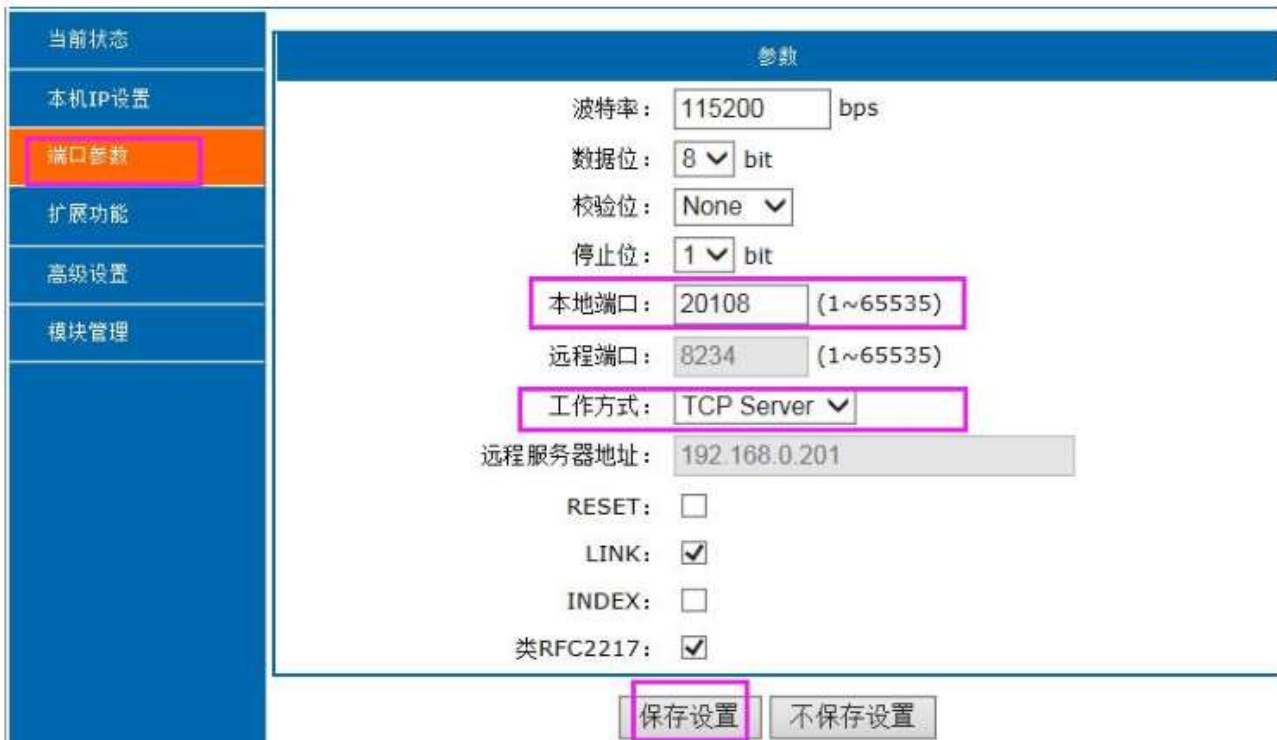 当前状态
本机IP设置
端口参数
扩展功能
高级设置
模块管理
参数
波特率： 115200 bps
数据位： 8 bit
校验位： None
停止位： 1 bit
本地端口： 20108 (1~65535)
远程端口： 8234 (1~65535)
工作方式： TCP Server
远程服务器地址： 192.168.0.201
RESET：
LINK：
INDEX：
类RFC2217：
保存设置 不保存设置